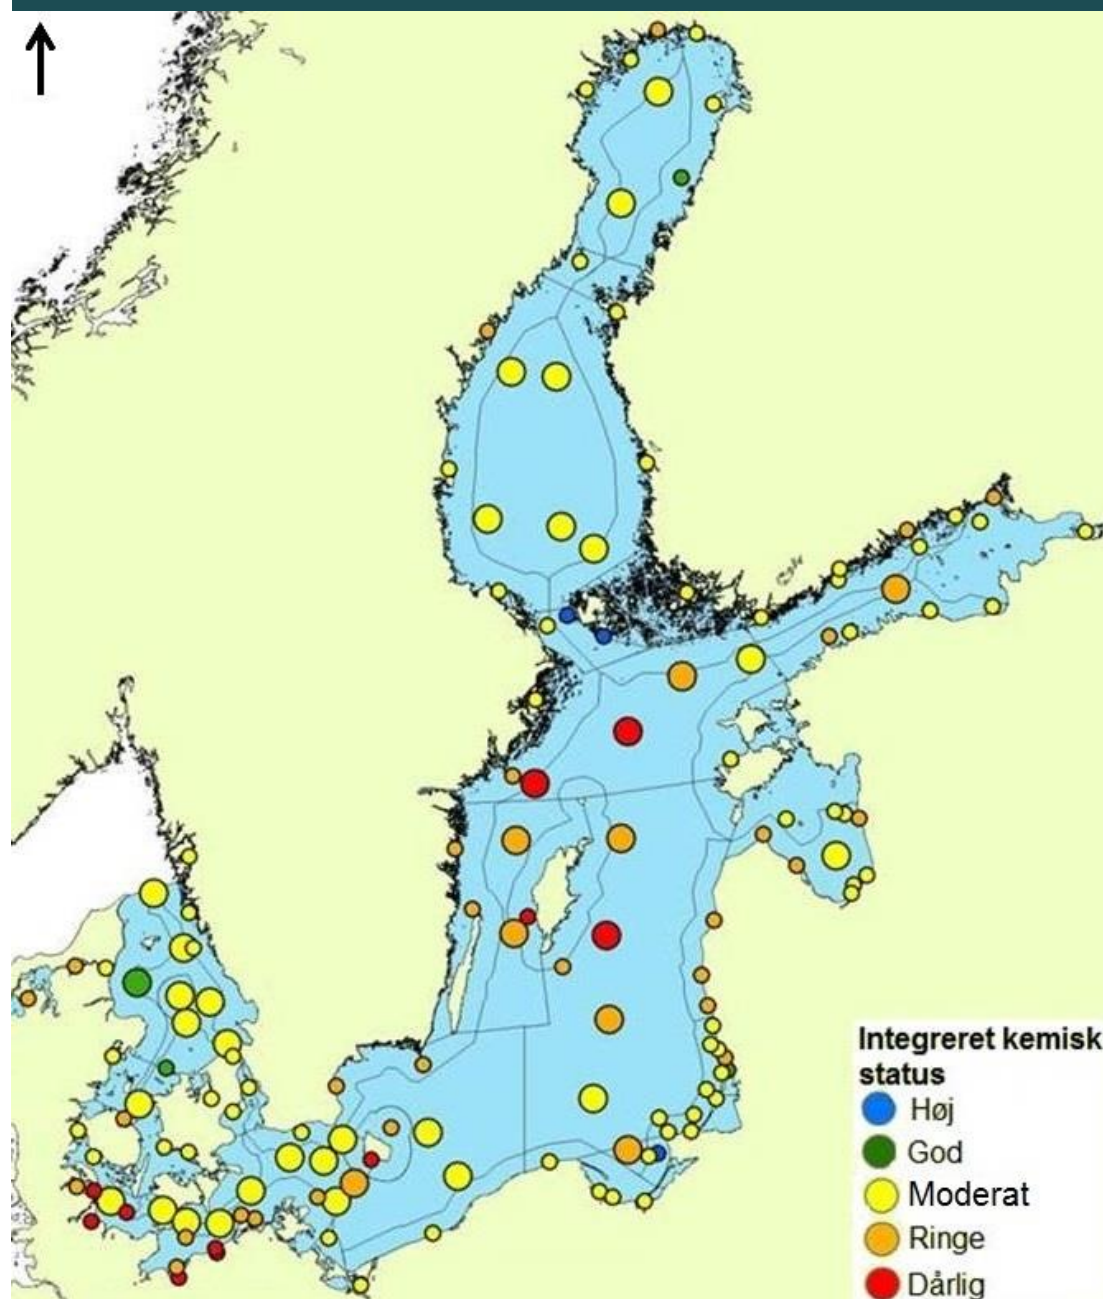 Integreret kemisk
status
Høj
God
Moderat
Ringe
Dårlig